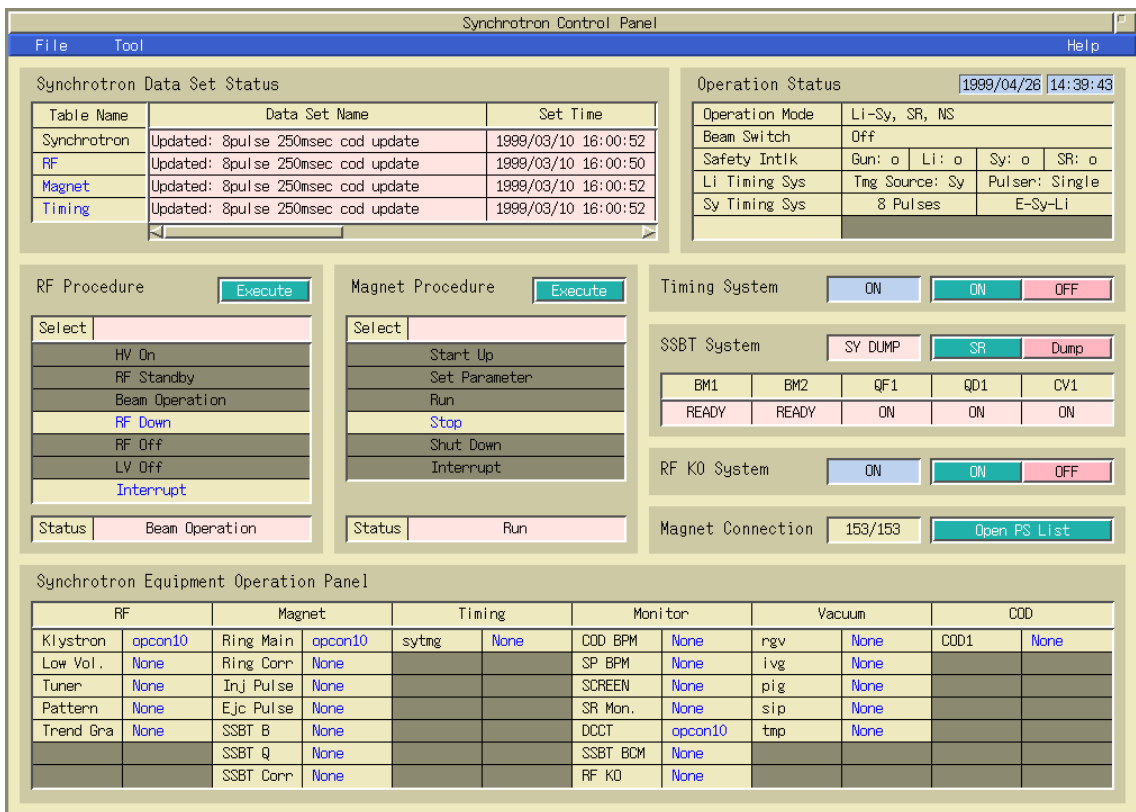 Synchrotron Control Panel
File Tool Help
Synchrotron Data Set Status
Table Name Data Set Name Set Time
Synchrotron Updated: 8pulse 250msec cod update 1999/03/10 16:00:52
RF Updated: 8pulse 250msec cod update 1999/03/10 16:00:50
Magnet Updated: 8pulse 250msec cod update 1999/03/10 16:00:52
Timing Updated: 8pulse 250msec cod update 1999/03/10 16:00:52
Operation Status 1999/04/26 14:39:43
Operation Mode Li-Sy, SR, NS
Beam Switch Off
Safety Intlk Gun: o Li: o Sy: o SR: o
Li Timing Sys Tmg Source: Sy Pulser: Single
Sy Timing Sys 8 Pulses E-Sy-Li
RF Procedure Execute
Select
HV On
RF Standby
Beam Operation
RF Down
RF Off
LV Off
Interrupt
Status Beam Operation
Magnet Procedure Execute
Select
Start Up
Set Parameter
Run
Stop
Shut Down
Interrupt
Status Run
Timing System ON ON OFF
SSBT System SY DUMP SR Dump
BM1 BM2 QF1 QD1 CV1
READY READY ON ON ON
RF KO System ON ON OFF
Magnet Connection 153/153 Open PS List
Synchrotron Equipment Operation Panel
RF Magnet Timing Monitor Vacuum COD
Klystron opcon10 Ring Main opcon10 sytmg None COD BPM None rgv None COD1 None
Low Vol. None Ring Corr None SP BPM None ivg None
Tuner None Inj Pulse None SCREEN None pig None
Pattern None Ejc Pulse None SR Mon. None sip None
Trend Gra None SSBT B None DCCT opcon10 tmp None
SSBT Q None SSBT BCM None
SSBT Corr None RF KO None